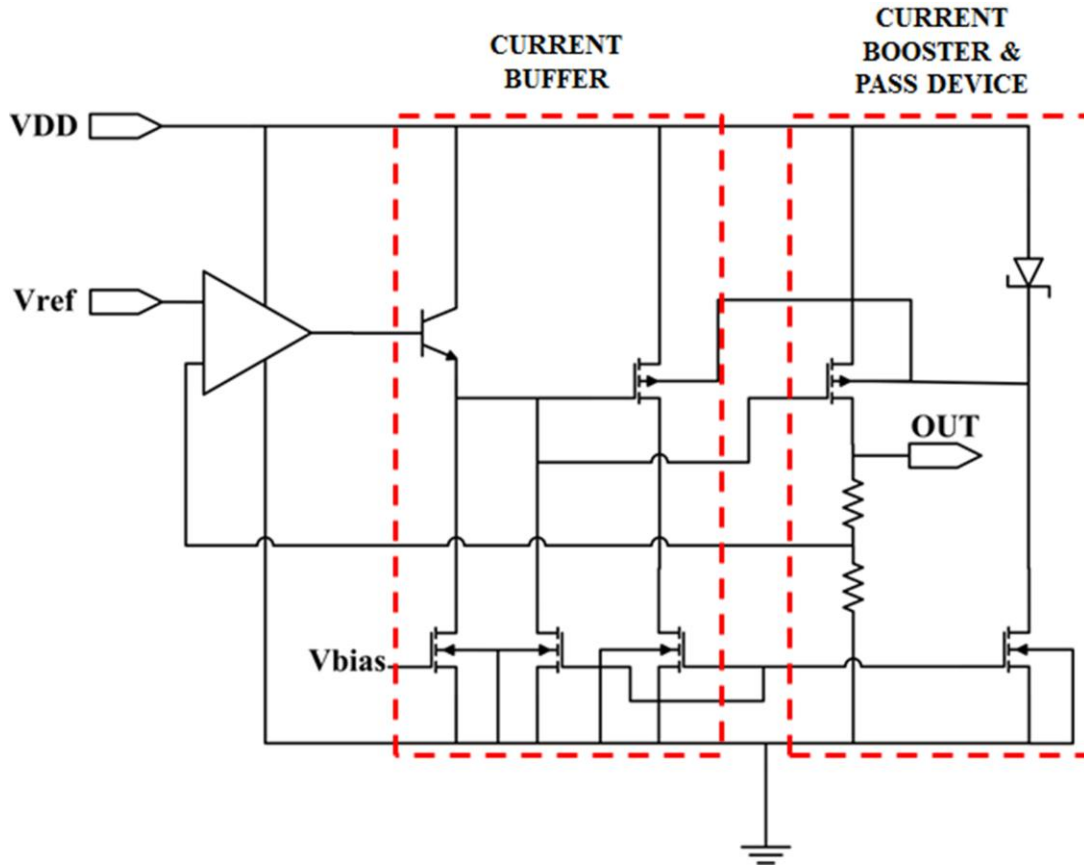 CURRENT
BUFFER
CURRENT
BOOSTER &
PASS DEVICE
VDD
Vref
OUT
Vbias